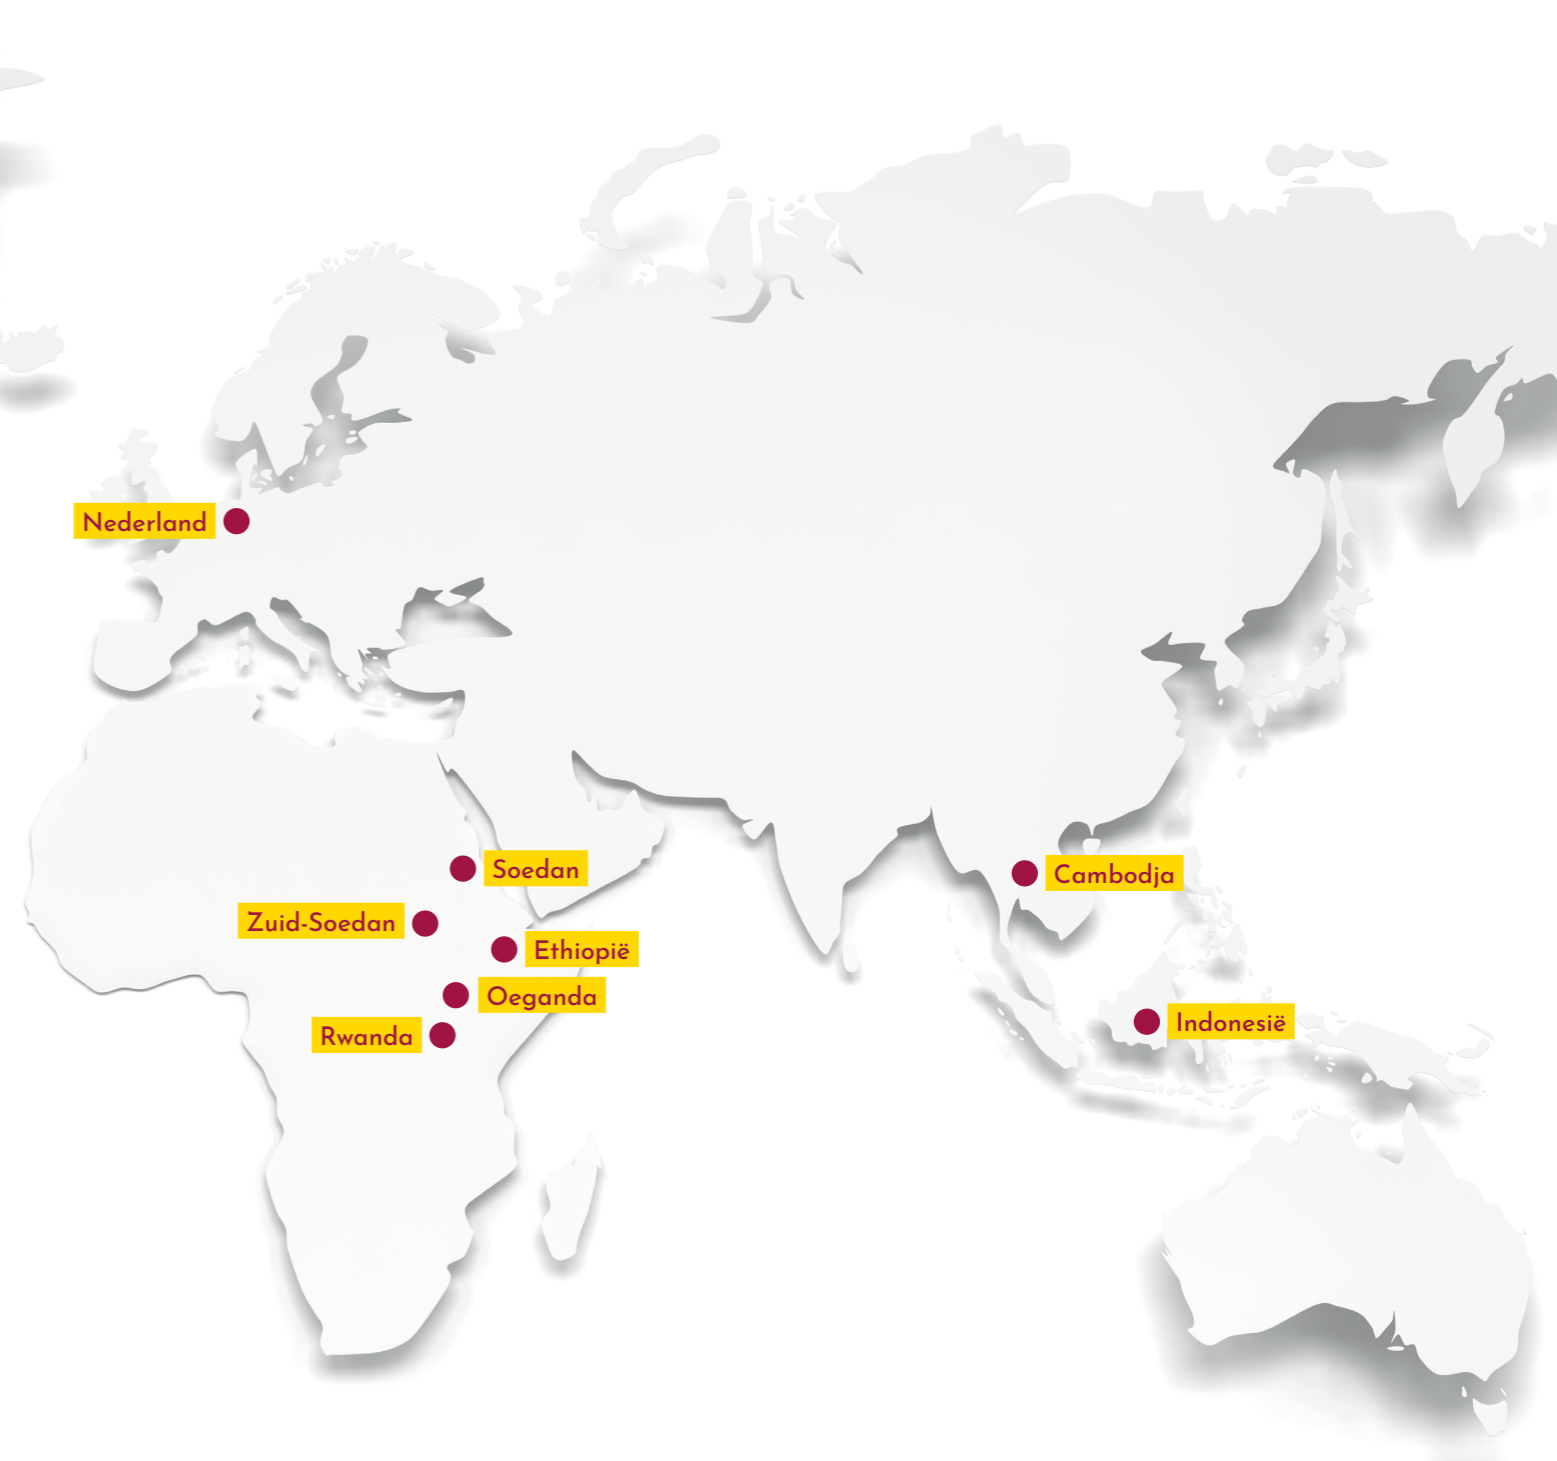 Nederland
Soedan
Cambodja
Zuid-Soedan
Ethiopië
Oeganda
Indonesië
Rwanda